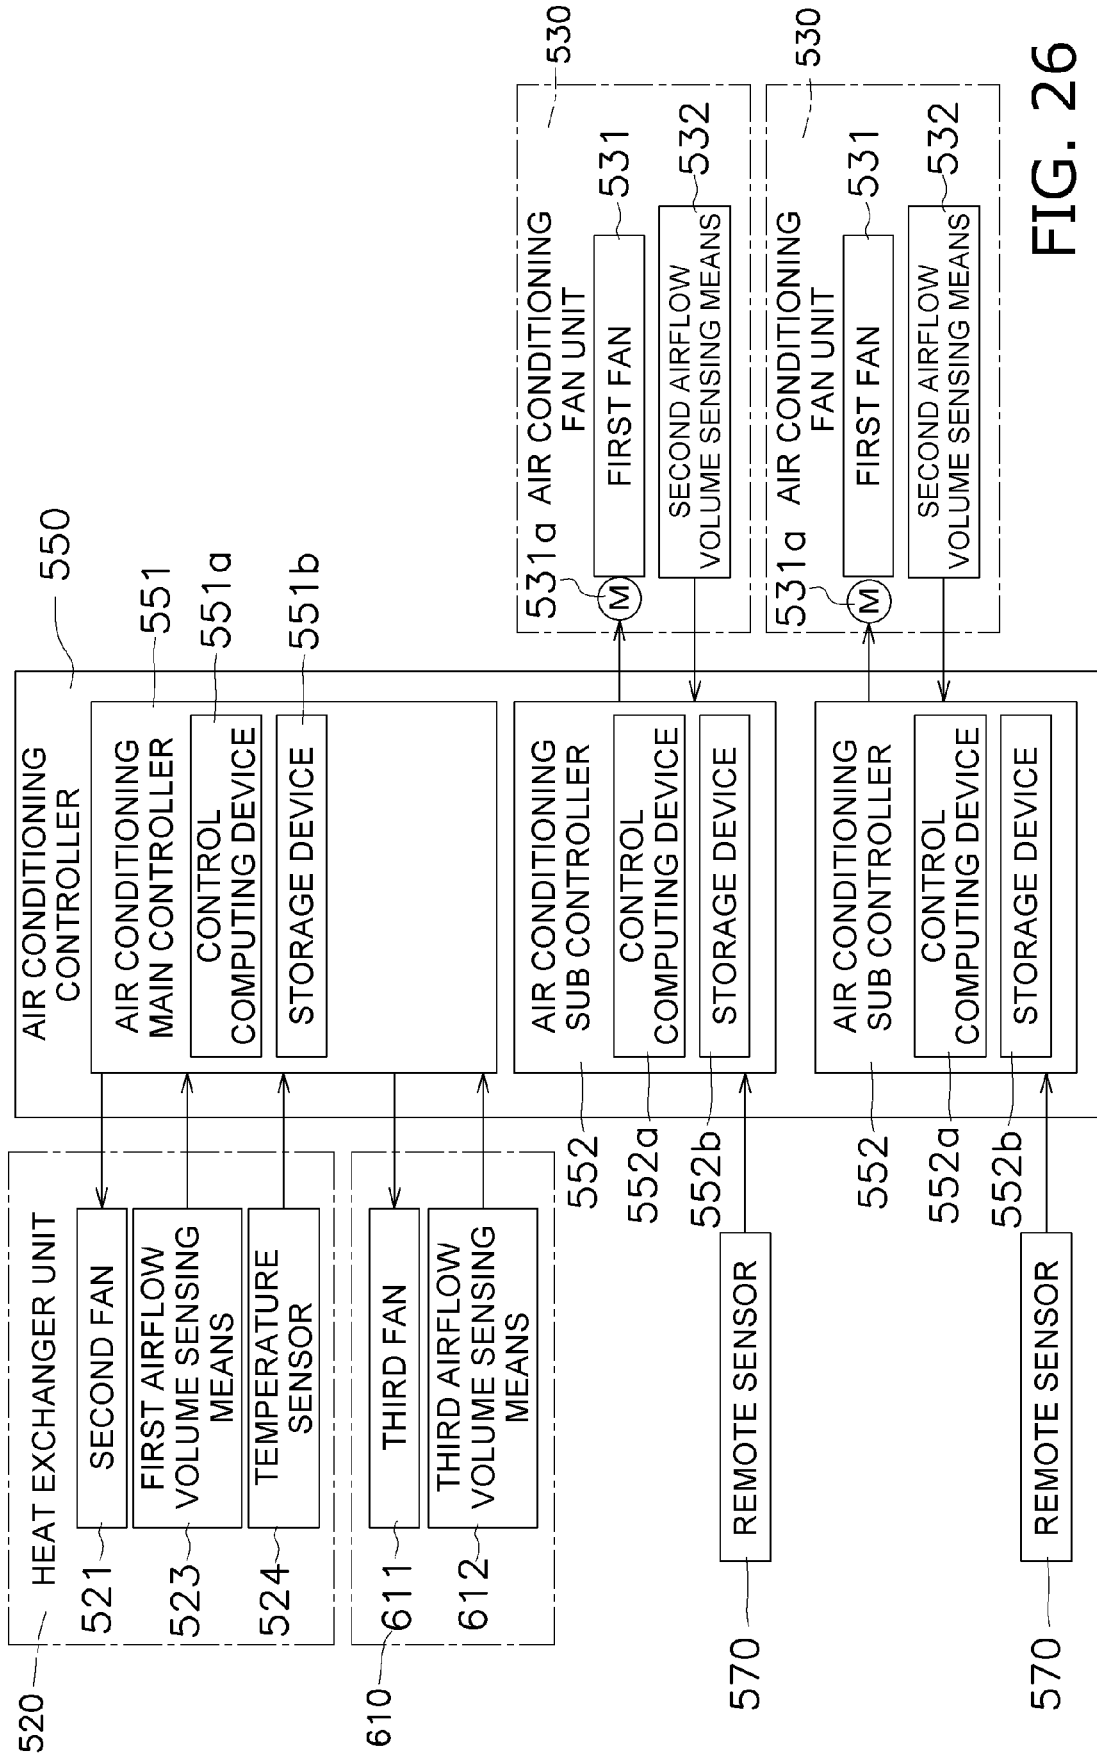 550
AIR CONDITIONING
CONTROLLER
551
AIR CONDITIONING
MAIN CONTROLLER
551a
CONTROL
COMPUTING DEVICE
551b
STORAGE DEVICE
520
HEAT EXCHANGER UNIT
521
SECOND FAN
523
FIRST AIRFLOW
VOLUME SENSING
MEANS
524
TEMPERATURE
SENSOR
610
611
THIRD FAN
612
THIRD AIRFLOW
VOLUME SENSING
MEANS
552
AIR CONDITIONING
SUB CONTROLLER
552a
CONTROL
COMPUTING DEVICE
552b
STORAGE DEVICE
530
AIR CONDITIONING
FAN UNIT
531a
M
FIRST FAN
531
SECOND AIRFLOW
VOLUME SENSING MEANS
532
570
REMOTE SENSOR
552
AIR CONDITIONING
SUB CONTROLLER
552a
CONTROL
COMPUTING DEVICE
552b
STORAGE DEVICE
530
AIR CONDITIONING
FAN UNIT
531a
M
FIRST FAN
531
SECOND AIRFLOW
VOLUME SENSING MEANS
532
570
REMOTE SENSOR
FIG. 26